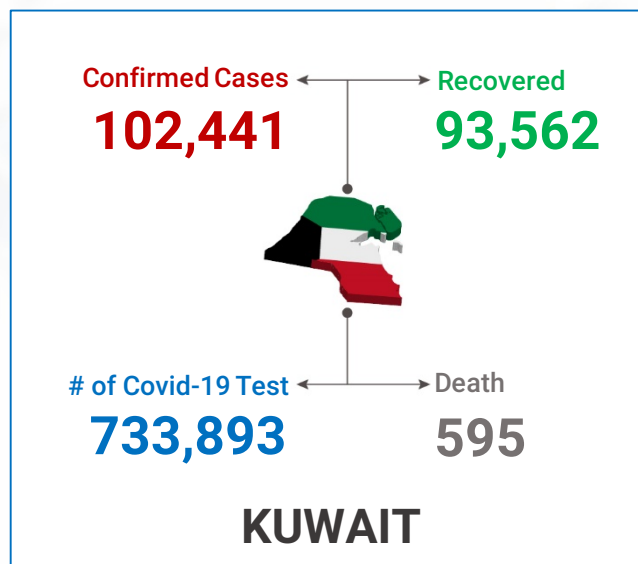 Confirmed Cases
102,441
Recovered
93,562
# of Covid-19 Test
733,893
Death
595
KUWAIT